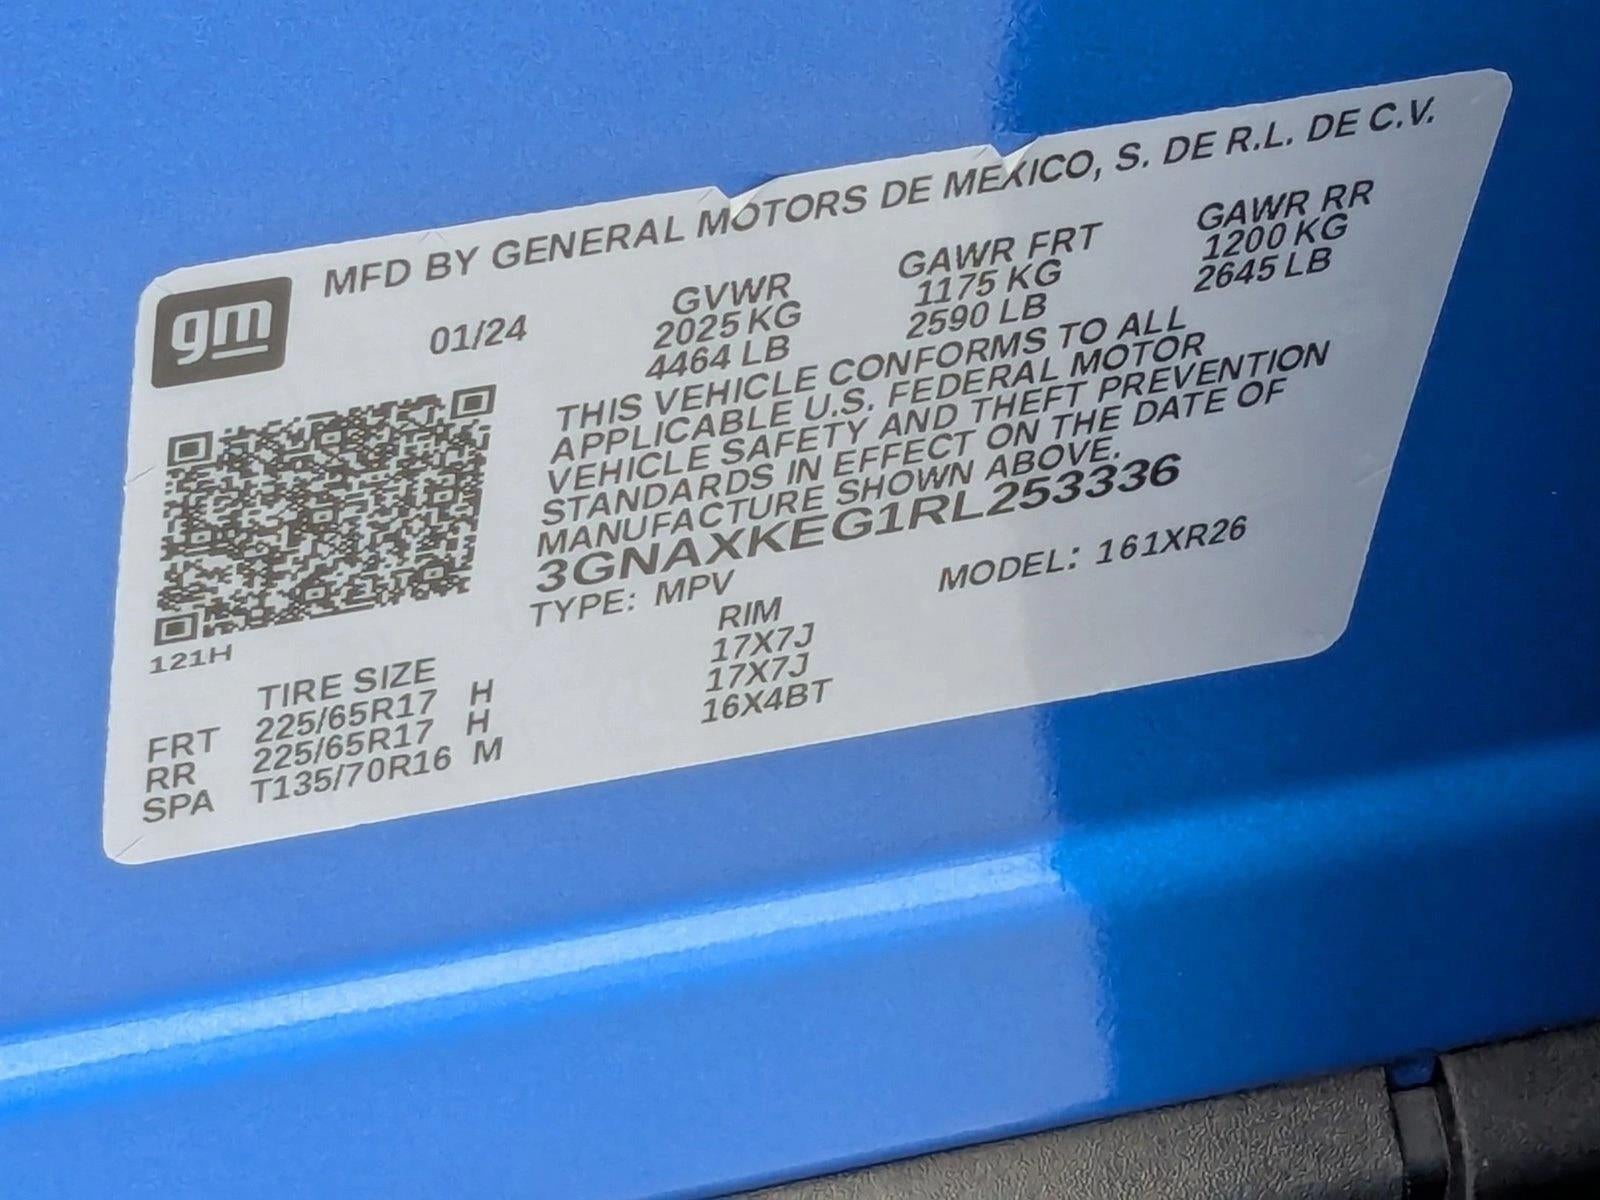 gm
MFD BY GENERAL MOTORS DE MEXICO, S. DE R.L. DE C.V.
01/24
GVWR
2025 KG
4464 LB
GAWR FRT
1175 KG
2590 LB
GAWR RR
1200 KG
2645 LB
THIS VEHICLE CONFORMS TO ALL
APPLICABLE U.S. FEDERAL MOTOR
VEHICLE SAFETY AND THEFT PREVENTION
STANDARDS IN EFFECT ON THE DATE OF
MANUFACTURE SHOWN ABOVE.
3GNAXKEG1RL253336
TYPE: MPV
MODEL: 161XR26
121H
TIRE SIZE RIM
FRT 225/65R17 H 17X7J
RR 225/65R17 H 17X7J
SPA T135/70R16 M 16X4BT